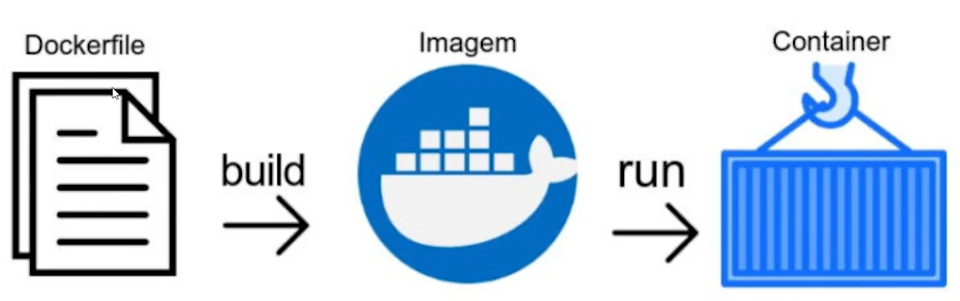 Dockerfile
Imagem
Container
build
run